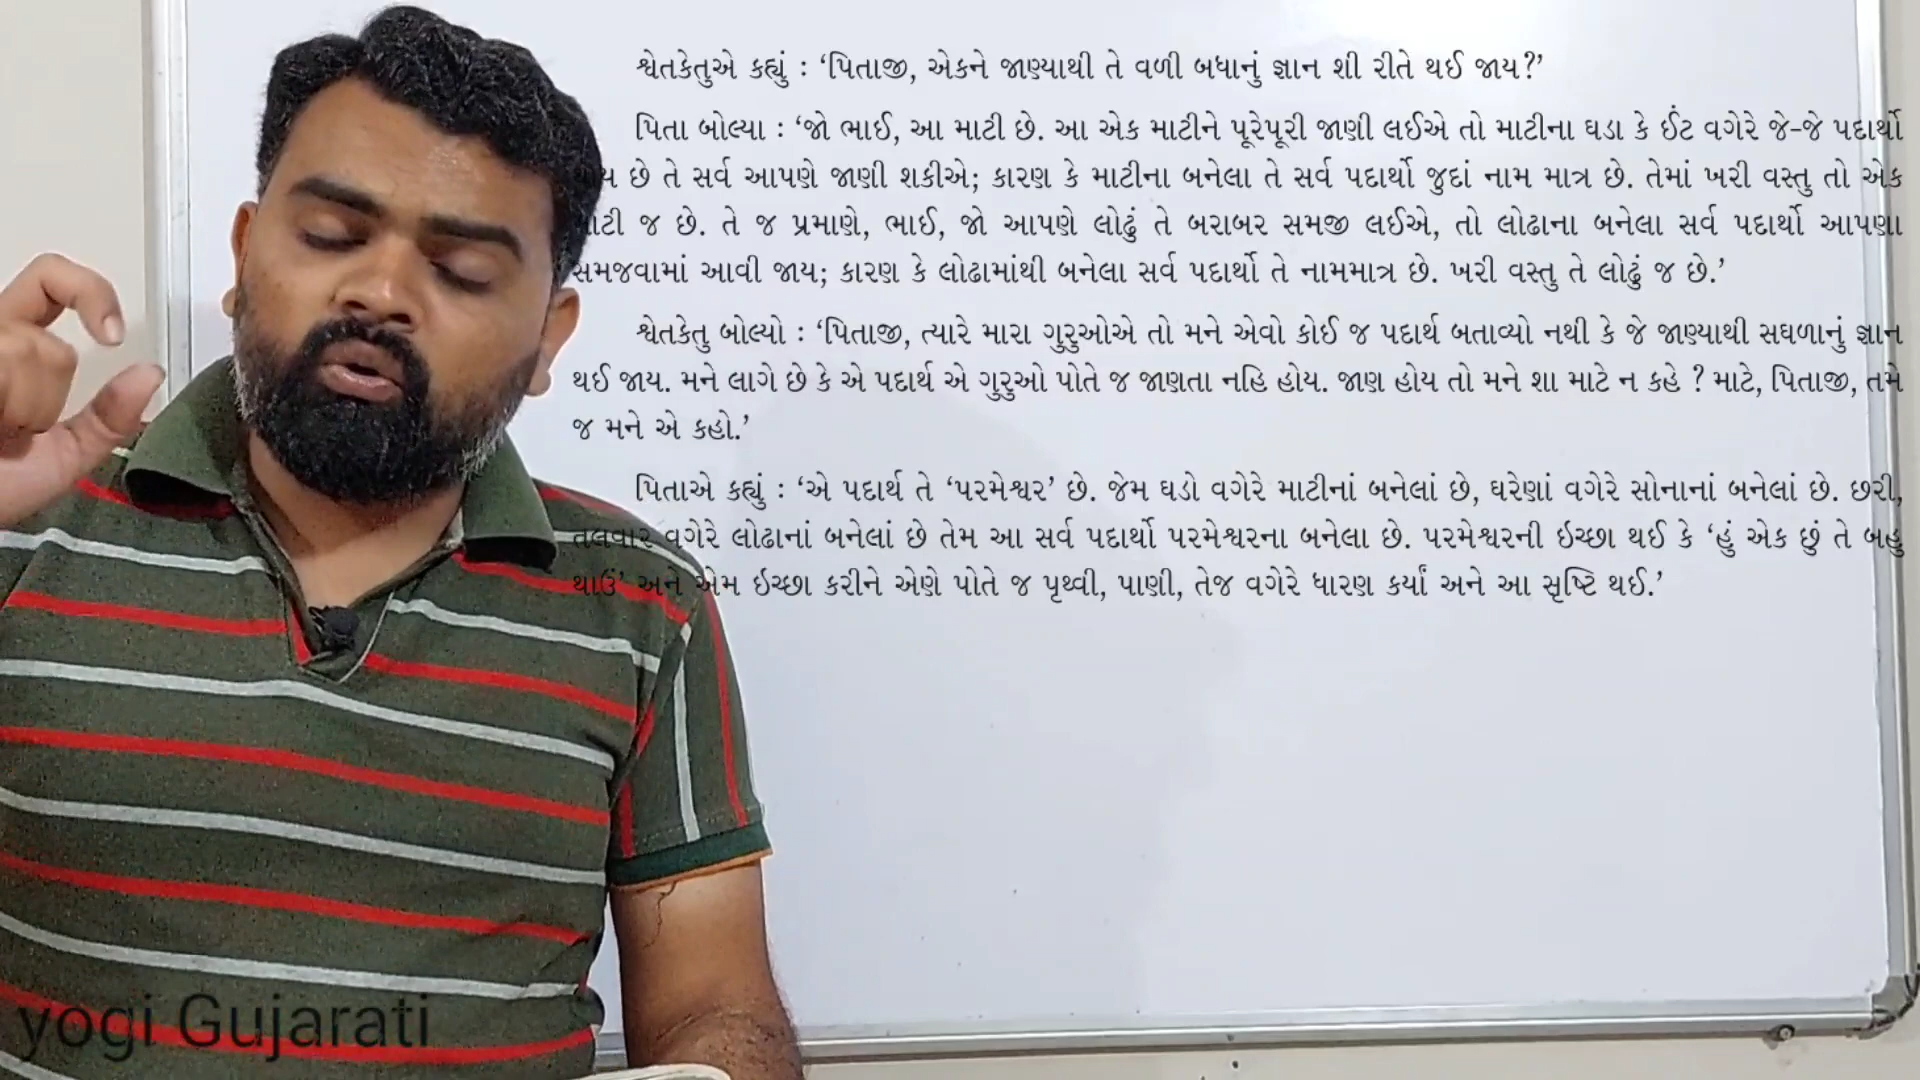 શ્વેતકેતુએ કહ્યું : ‘પિતાજી, એકને જાણ્યાથી તે વળી બધાનું જ્ઞાન શી રીતે થઈ જાય?’
પિતા બોલ્યા : ‘જો ભાઈ, આ માટી છે. આ એક માટીને પૂરેપૂરી જાણી લઈએ તો માટીના ઘડા કે ઈંટ વગેરે જે-જે પદાર્થો
છે તે સર્વ આપણે જાણી શકીએ; કારણ કે માટીના બનેલા તે સર્વ પદાર્થો જુદાં નામ માત્ર છે. તેમાં ખરી વસ્તુ તો એક
જ છે. તે જ પ્રમાણે, ભાઈ, જો આપણે લોઢું તે બરાબર સમજી લઈએ, તો લોઢાના બનેલા સર્વ પદાર્થો આપણા
સમજવામાં આવી જાય; કારણ કે લોઢામાંથી બનેલા સર્વ પદાર્થો તે નામમાત્ર છે. ખરી વસ્તુ તે લોઢું જ છે.’
શ્વેતકેતુ બોલ્યો : ‘પિતાજી, ત્યારે મારા ગુરુઓએ તો મને એવો કોઈ જ પદાર્થ બતાવ્યો નથી કે જે જાણ્યાથી સઘળાનું જ્ઞાન
થઈ જાય. મને લાગે છે કે એ પદાર્થ એ ગુરુઓ પોતે જ જાણતા નહિ હોય. જાણ હોય તો મને શા માટે ન કહે ? માટે, પિતાજી, તમે
જ મને એ કહો.’
પિતાએ કહ્યું : ‘એ પદાર્થ તે ‘પરમેશ્વર’ છે. જેમ ઘડો વગેરે માટીનાં બનેલાં છે, ઘરેણાં વગેરે સોનાનાં બનેલાં છે. છરી,
તલવાર વગેરે લોઢાનાં બનેલાં છે તેમ આ સર્વ પદાર્થો પરમેશ્વરના બનેલા છે. પરમેશ્વરની ઇચ્છા થઈ કે ‘હું એક છું તે બહુ
થાઉં’ અને એમ ઇચ્છા કરીને એણે પોતે જ પૃથ્વી, પાણી, તેજ વગેરે ધારણ કર્યાં અને આ સૃષ્ટિ થઈ.’
yogi Gujarati